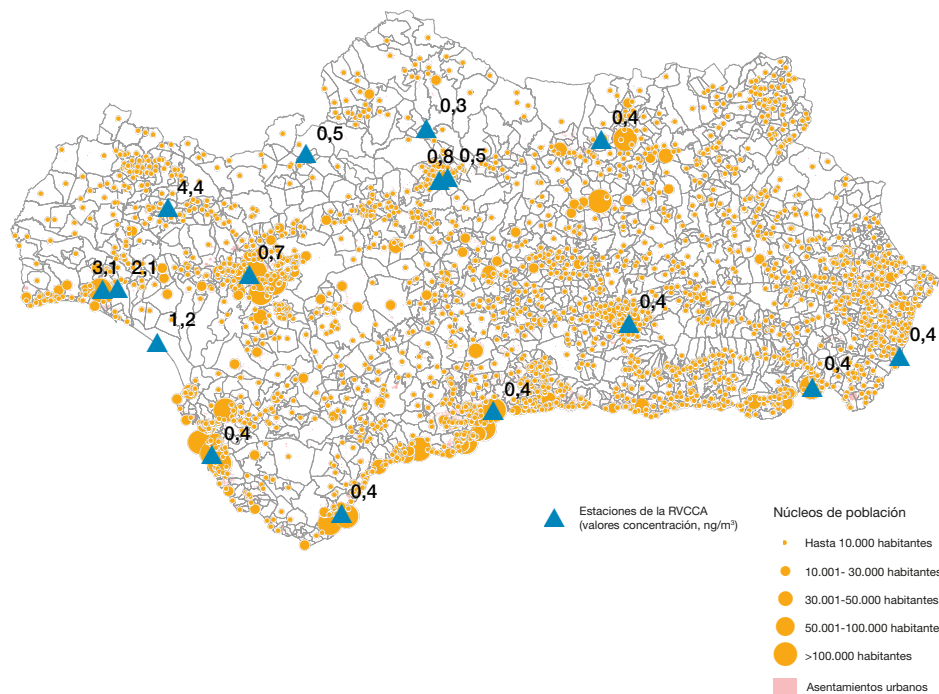 0,3
0,4
0,5
0,8 0,5
4,4
0,7
3,1 2,1
0,4
1,2
0,4
0,4
0,4
0,4
0,4
Estaciones de la RVCCA
(valores concentración, ng/m³)
Núcleos de población
Hasta 10.000 habitantes
10.001- 30.000 habitantes
30.001-50.000 habitantes
50.001-100.000 habitante
>100.000 habitantes
Asentamientos urbanos